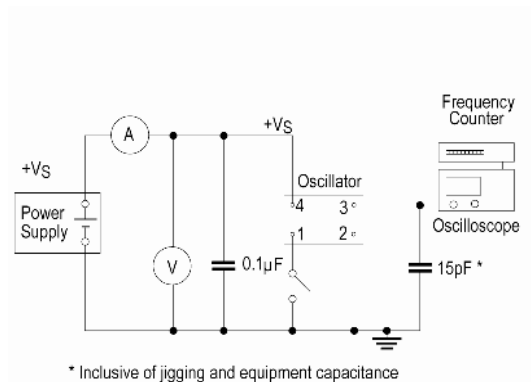 Frequency
Counter
A
+VS
+VS
Oscillator
Power
Supply
4 3
Oscilloscope
1 2
V
0.1µF
15pF *
* Inclusive of jigging and equipment capacitance